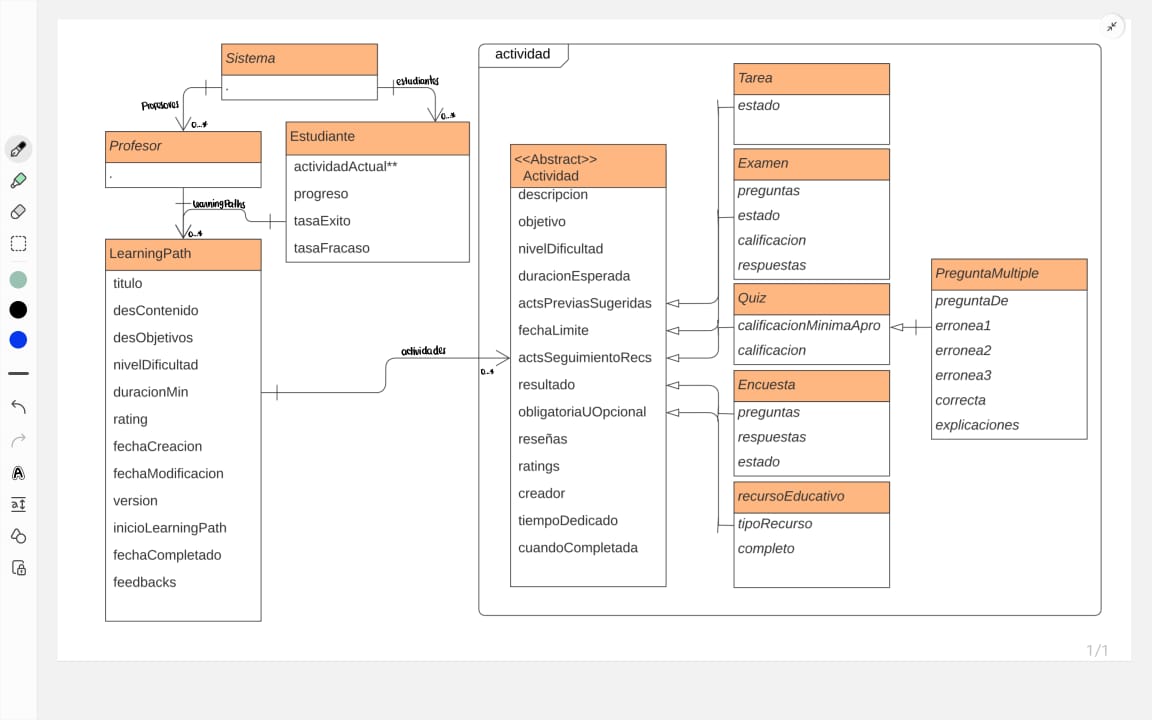 Sistema
.
Profesores
0..*
estudiantes
0..*
Profesor
.
Estudiante
actividadActual**
progreso
tasaExito
tasaFracaso
learningPaths
0..*
LearningPath
titulo
desContenido
desObjetivos
nivelDificultad
duracionMin
rating
fechaCreacion
fechaModificacion
version
inicioLearningPath
fechaCompletado
feedbacks
actividades
0..*
actividad
<<Abstract>>
Actividad
descripcion
objetivo
nivelDificultad
duracionEsperada
actsPreviasSugeridas
fechaLimite
actsSeguimientoRecs
resultado
obligatoriaUOpcional
reseñas
ratings
creador
tiempoDedicado
cuandoCompletada
Tarea
estado
Examen
preguntas
estado
calificacion
respuestas
Quiz
calificacionMinimaApro
calificacion
Encuesta
preguntas
respuestas
estado
recursoEducativo
tipoRecurso
completo
PreguntaMultiple
preguntaDe
erronea1
erronea2
erronea3
correcta
explicaciones
1/1